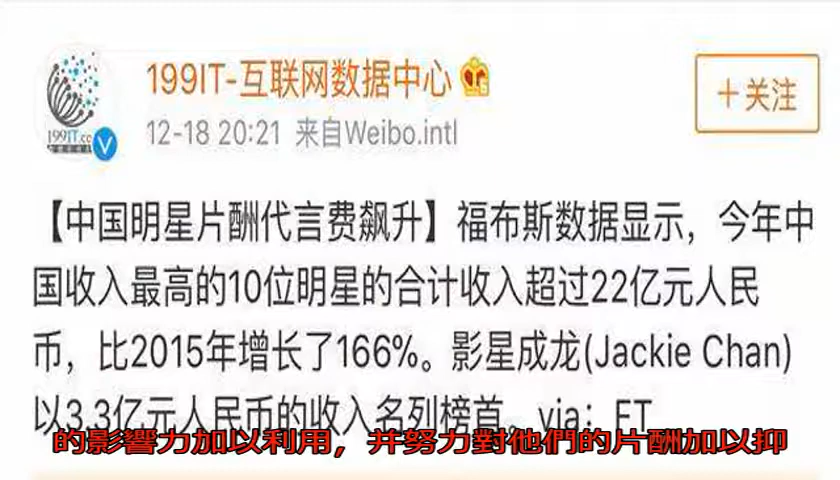 199IT-互联网数据中心
+关注
12-18 20:21 来自Weibo.intl
199IT.cc
【中国明星片酬代言费飙升】福布斯数据显示，今年中
国收入最高的10位明星的合计收入超过22亿元人民
币，比2015年增长了166%。影星成龙(Jackie Chan)
以3.3亿元人民币的收入名列榜首。via：FT
的影響力加以利用，并努力對他們的片酬加以抑